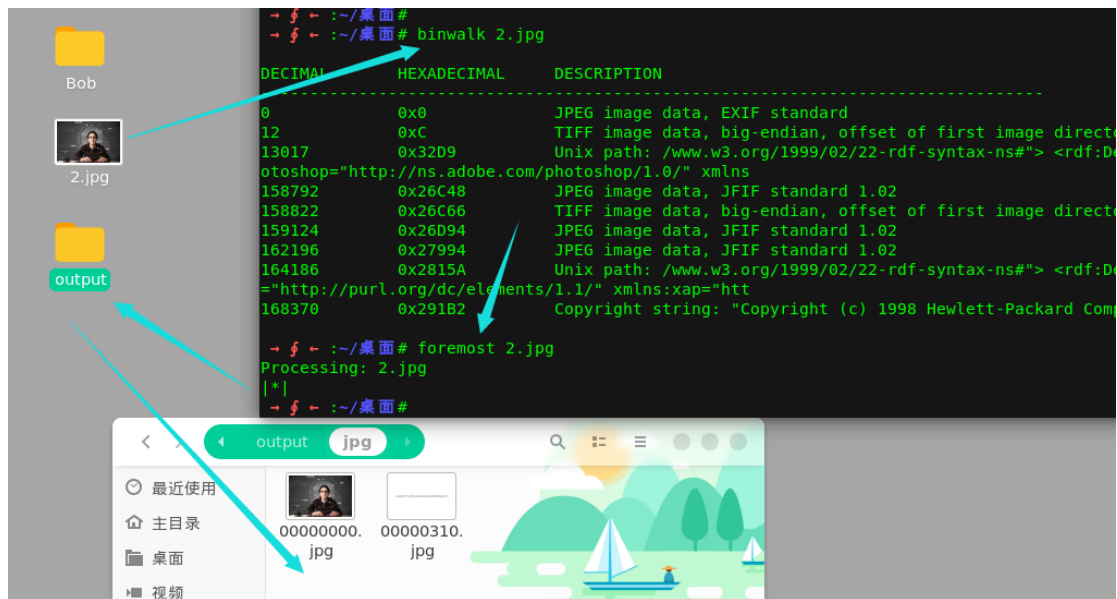 Bob
2.jpg
output
→ ∮ ← :~/桌面#
→ ∮ ← :~/桌面# binwalk 2.jpg
DECIMAL HEXADECIMAL DESCRIPTION
--------------------------------------------------------------------------------
0 0x0 JPEG image data, EXIF standard
12 0xC TIFF image data, big-endian, offset of first image directo
13017 0x32D9 Unix path: /www.w3.org/1999/02/22-rdf-syntax-ns#"> <rdf:De
otoshop="http://ns.adobe.com/photoshop/1.0/" xmlns
158792 0x26C48 JPEG image data, JFIF standard 1.02
158822 0x26C66 TIFF image data, big-endian, offset of first image directo
159124 0x26D94 JPEG image data, JFIF standard 1.02
162196 0x27994 JPEG image data, JFIF standard 1.02
164186 0x2815A Unix path: /www.w3.org/1999/02/22-rdf-syntax-ns#"> <rdf:De
="http://purl.org/dc/elements/1.1/" xmlns:xap="htt
168370 0x291B2 Copyright string: "Copyright (c) 1998 Hewlett-Packard Comp
→ ∮ ← :~/桌面# foremost 2.jpg
Processing: 2.jpg
|*|
→ ∮ ← :~/桌面#
output jpg
最近使用
主目录
桌面
视频
00000000.
jpg
00000310.
jpg